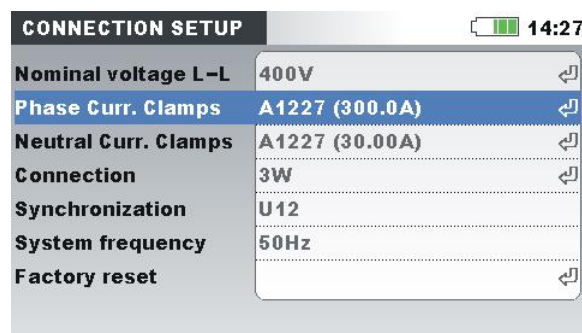 CONNECTION SETUP 14:27
Nominal voltage L-L 400V
Phase Curr. Clamps A1227 (300.0A)
Neutral Curr. Clamps A1227 (30.00A)
Connection 3W
Synchronization U12
System frequency 50Hz
Factory reset